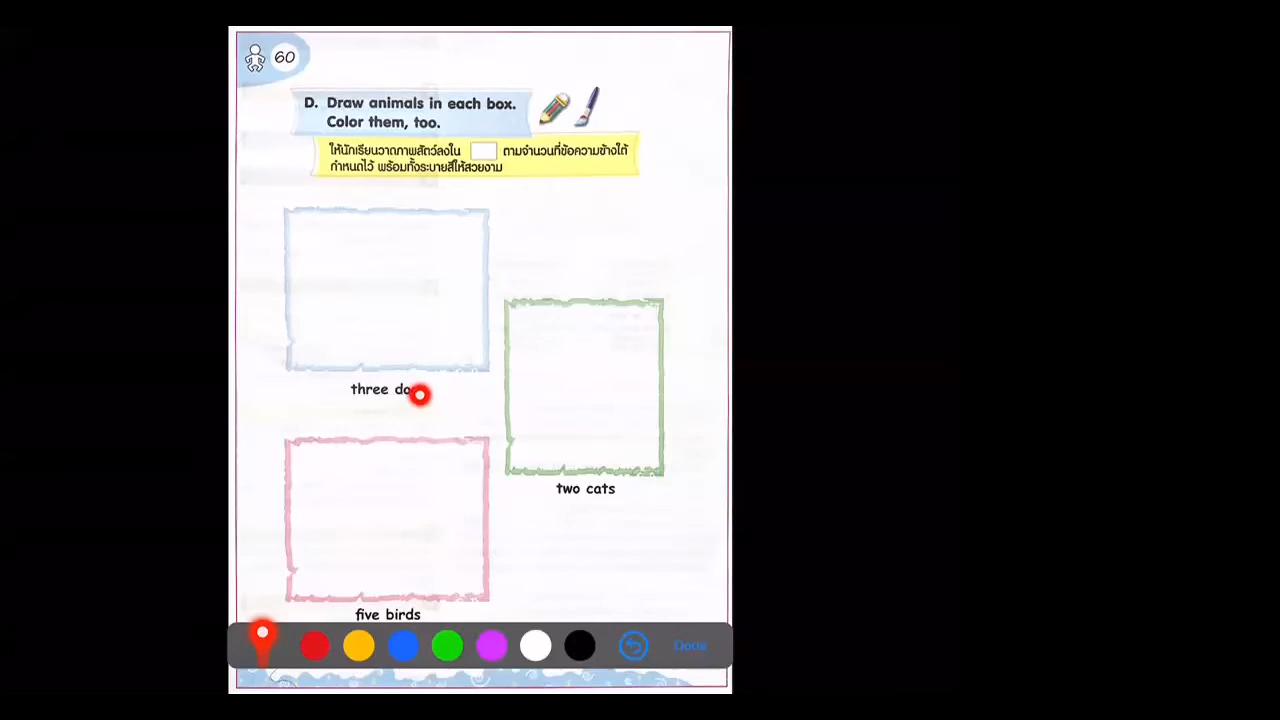 60
D. Draw animals in each box.
Color them, too.
ให้นักเรียนวาดภาพสัตว์ลงใน ตามจำนวนที่ข้อความข้างใต้
กำหนดไว้ พร้อมทั้งระบายสีให้สวยงาม
three
two cats
five birds
Done